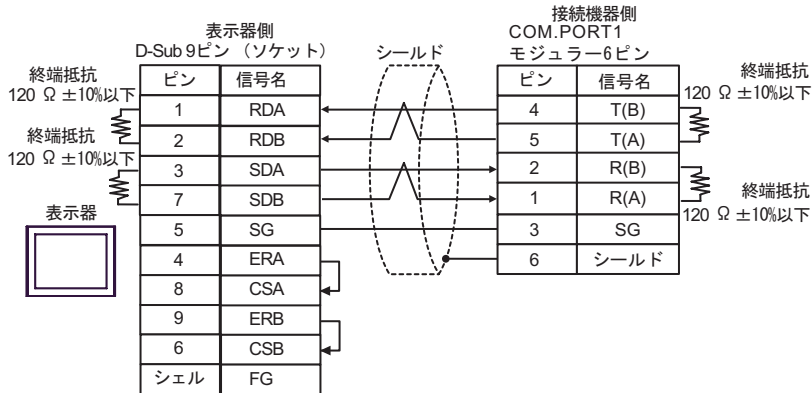 表示器側
D-Sub 9ピン （ソケット）
シールド
接続機器側
COM.PORT1
モジュラー6ピン
終端抵抗
120 Ω ±10%以下
終端抵抗
120 Ω ±10%以下
表示器
ピン 信号名
1 RDA
2 RDB
3 SDA
7 SDB
5 SG
4 ERA
8 CSA
9 ERB
6 CSB
シェル FG
ピン 信号名
4 T(B)
5 T(A)
2 R(B)
1 R(A)
3 SG
6 シールド
終端抵抗
120 Ω ±10%以下
終端抵抗
120 Ω ±10%以下